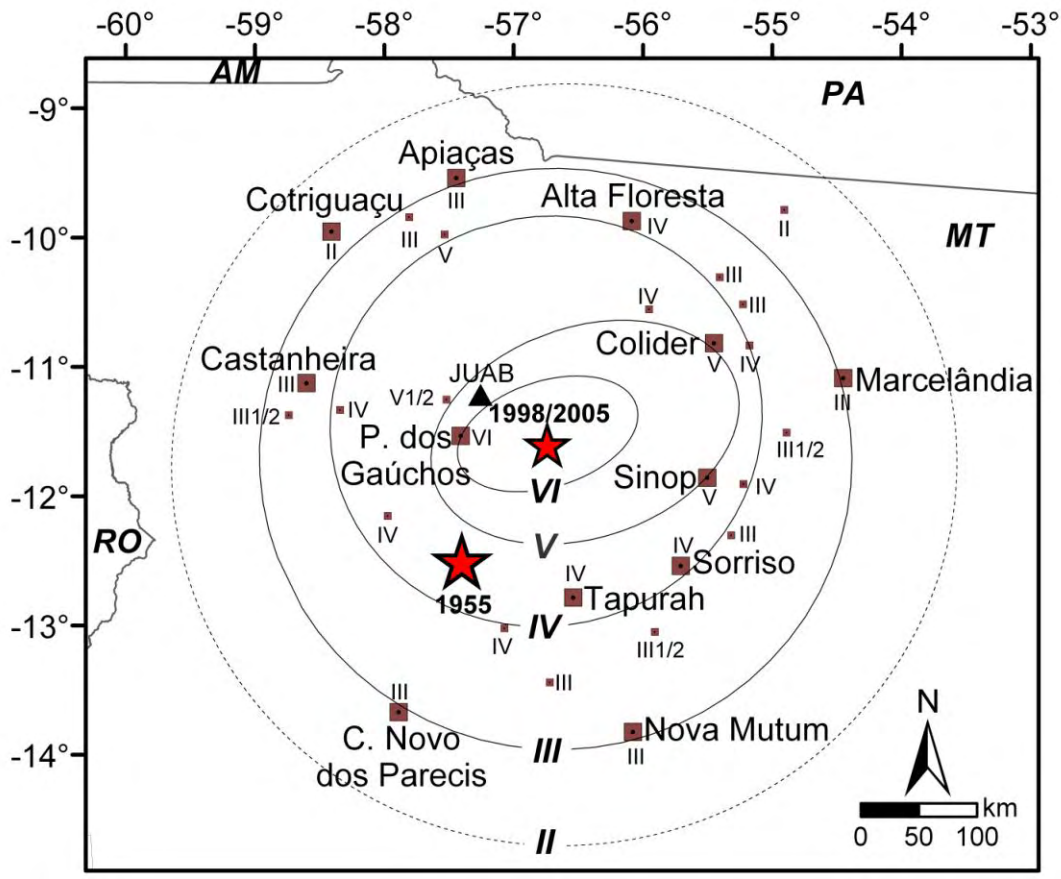 -60° -59° -58° -57° -56° -55° -54° -53°
AM
PA
-9°
Apiaças
III
Cotriguaçu
II
III
V
Alta Floresta
IV
II
-10°
MT
III
III
IV
Colider
V
IV
-11°
Castanheira
III
JUAB
Marcelândia
III
V1/2
IV
III1/2
1998/2005
P. dos
Gaúchos
VI
III1/2
VI
Sinop
V
IV
-12°
IV
V
III
RO
IV
Sorriso
1955
IV
Tapurah
-13°
IV
IV
III1/2
III
III
C. Novo
dos Parecis
III
Nova Mutum
III
-14°
N
km
0 50 100
II